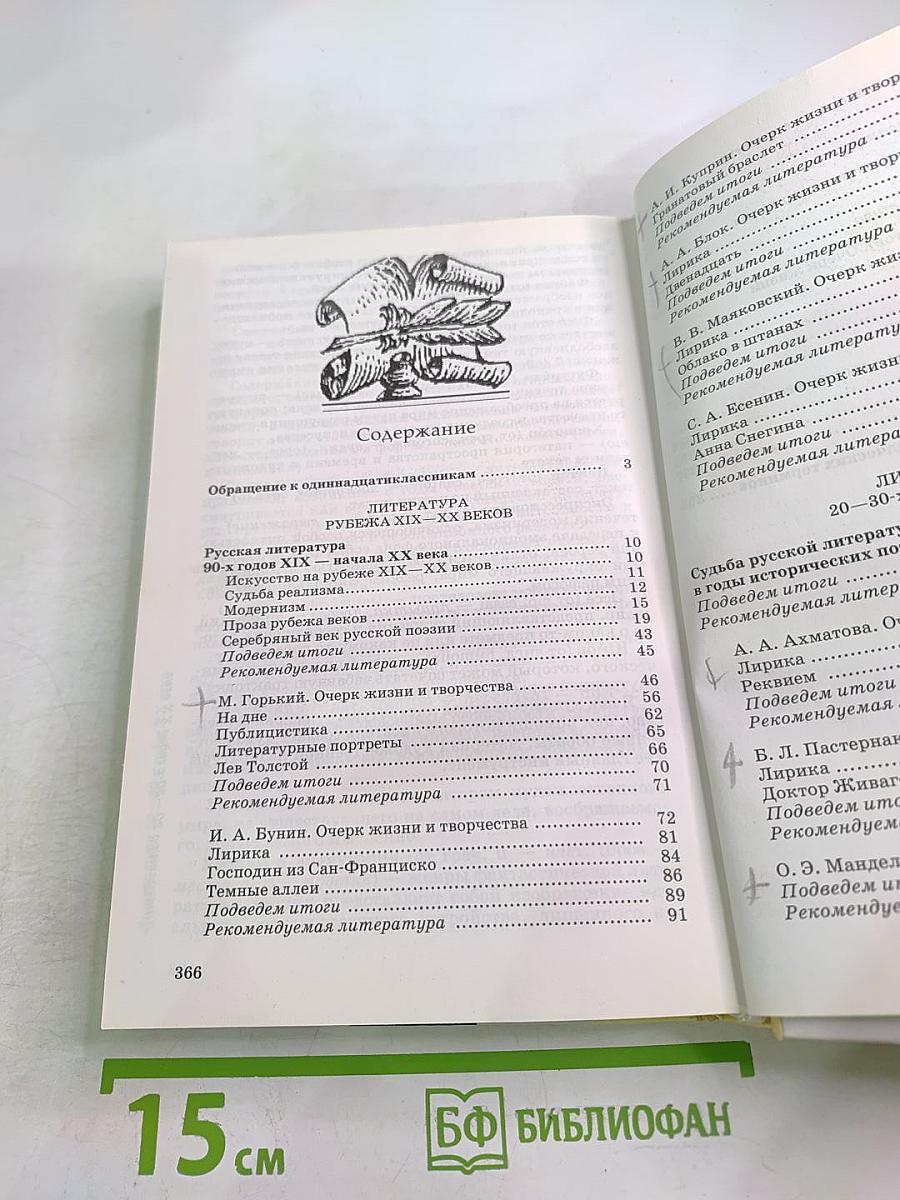 Содержание
Обращение к одиннадцатиклассникам ........ 3
ЛИТЕРАТУРА
РУБЕЖА XIX—XX ВЕКОВ
Русская литература
90-х годов XIX — начала XX века ........ 10
Искусство на рубеже XIX—XX веков ........ 10
Судьба реализма ........ 11
Модернизм ........ 12
Проза рубежа веков ........ 15
Серебряный век русской поэзии ........ 19
Подведем итоги ........ 43
Рекомендуемая литература ........ 45
М. Горький. Очерк жизни и творчества ........ 46
На дне ........ 56
Публицистика ........ 62
Литературные портреты ........ 65
Лев Толстой ........ 66
Подведем итоги ........ 70
Рекомендуемая литература ........ 71
И. А. Бунин. Очерк жизни и творчества ........ 72
Лирика ........ 81
Господин из Сан-Франциско ........ 84
Темные аллеи ........ 86
Подведем итоги ........ 89
Рекомендуемая литература ........ 91
366
А. И. Куприн. Очерк жизни и твор
Гранатовый браслет ........
Подведем итоги ........
Рекомендуемая литература ........
А. А. Блок. Очерк жизни и творч
Лирика ........
Двенадцать ........
Подведем итоги ........
Рекомендуемая литература
В. В. Маяковский. Очерк жиз
Лирика ........
Облако в штанах ........
Подведем итоги ........
Рекомендуемая литератур
С. А. Есенин. Очерк жизн
Лирика ........
Анна Снегина ........
Подведем итоги ........
Рекомендуемая литера
ЛИ
20—30-х
Судьба русской литерату
в годы исторических по
Подведем итоги ........
Рекомендуемая литер
А. А. Ахматова. Оч
Лирика ........
Реквием ........
Подведем итоги
Рекомендуемая л
Б. Л. Пастернак
Лирика ........
Доктор Живаг
Подведем ито
Рекомендуем
О. Э. Мандел
Подведем и
Рекомендуе
15 см
БФ БИБЛИОФАН